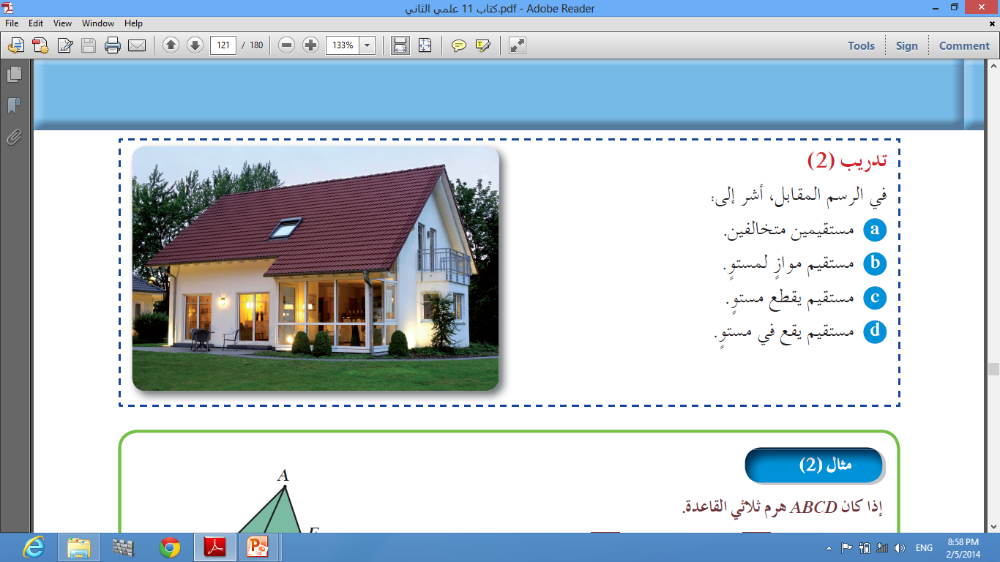 كتاب 11 علمي الثاني.pdf - Adobe Reader
File Edit View Window Help
121 / 180 133% Tools Sign Comment
تدريب (2)
في الرسم المقابل، أشر إلى:
a مستقيمين متخالفين.
b مستقيم موازٍ لمستوٍ.
c مستقيم يقطع مستوٍ.
d مستقيم يقع في مستوٍ.
مثال (2)
A
إذا كان ABCD هرم ثلاثي القاعدة.
ENG
8:58 PM
2/5/2014